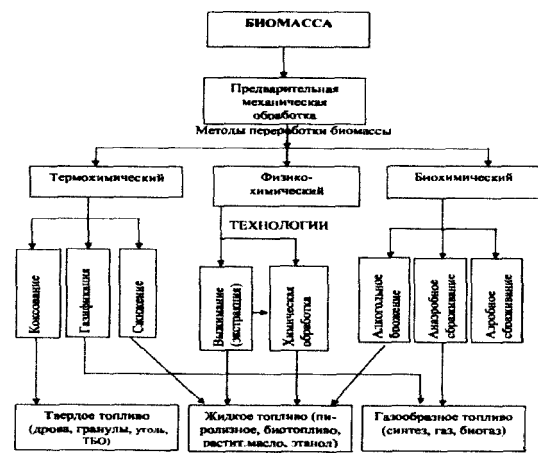 БИОМАССА
Предварительная
механическая
обработка
Методы переработки биомассы
Термохимический
Физико-
химический
Биохимический
ТЕХНОЛОГИИ
Коксование
Газификация
Сжижение
Выжимание
(экстракция)
Химическая
обработка
Алкогольное
брожение
Анаэробное
сбраживание
Аэробное
сбраживание
Твердое топливо
(дрова, гранулы, уголь,
ТБО)
Жидкое топливо (пи-
ролизное, биотопливо,
растит.масло, этанол)
Газообразное топливо
(синтез, газ, биогаз)